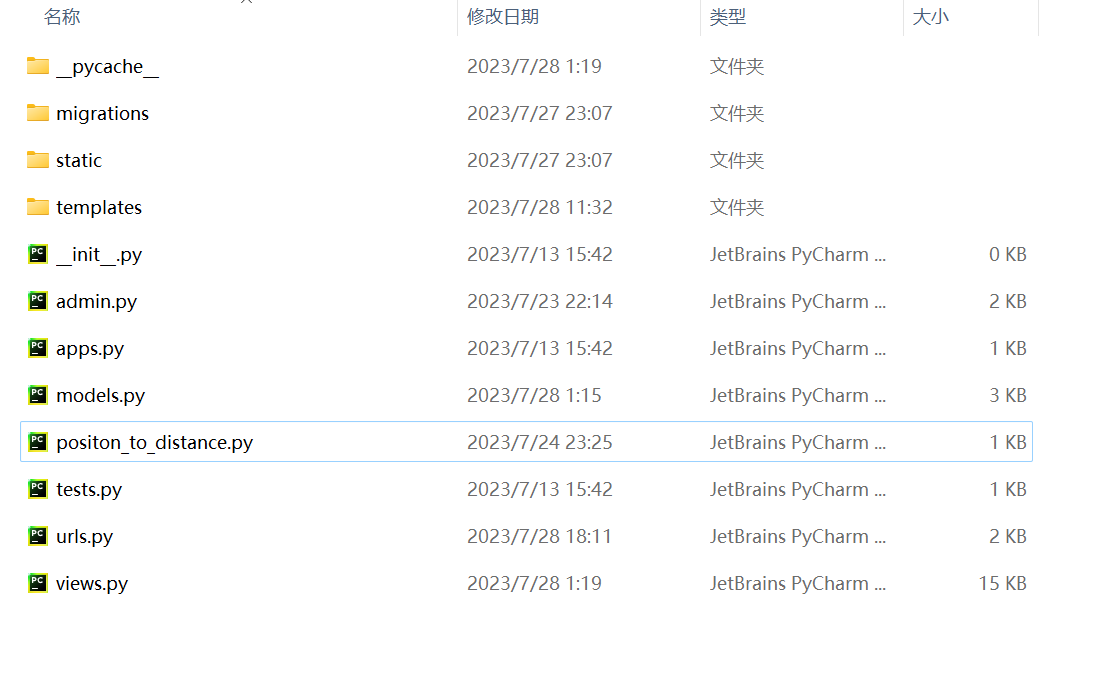 名称 修改日期 类型 大小
__pycache__ 2023/7/28 1:19 文件夹
migrations 2023/7/27 23:07 文件夹
static 2023/7/27 23:07 文件夹
templates 2023/7/28 11:32 文件夹
__init__.py 2023/7/13 15:42 JetBrains PyCharm ... 0 KB
admin.py 2023/7/23 22:14 JetBrains PyCharm ... 2 KB
apps.py 2023/7/13 15:42 JetBrains PyCharm ... 1 KB
models.py 2023/7/28 1:15 JetBrains PyCharm ... 3 KB
positon_to_distance.py 2023/7/24 23:25 JetBrains PyCharm ... 1 KB
tests.py 2023/7/13 15:42 JetBrains PyCharm ... 1 KB
urls.py 2023/7/28 18:11 JetBrains PyCharm ... 2 KB
views.py 2023/7/28 1:19 JetBrains PyCharm ... 15 KB